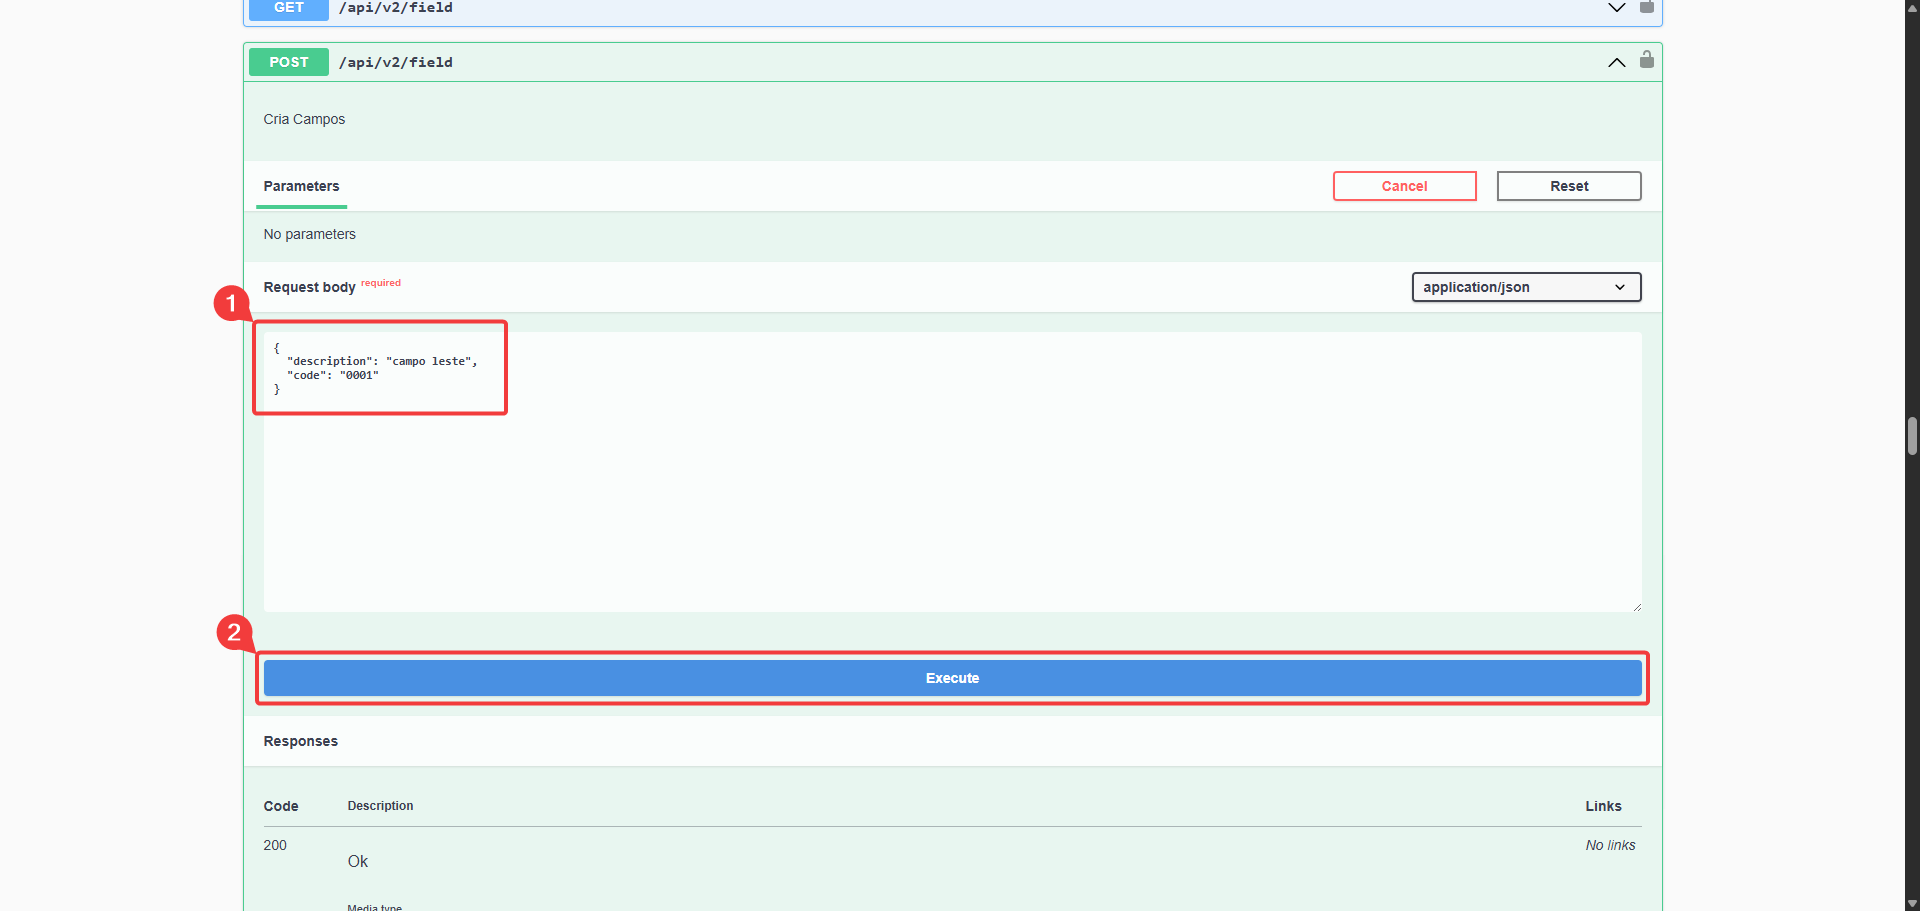 GET /api/v2/field
POST /api/v2/field
Cria Campos
Parameters
Cancel
Reset
No parameters
Request body required
application/json
1
{
"description": "campo leste",
"code": "0001"
}
2
Execute
Responses
Code Description Links
200 Ok No links
Media type